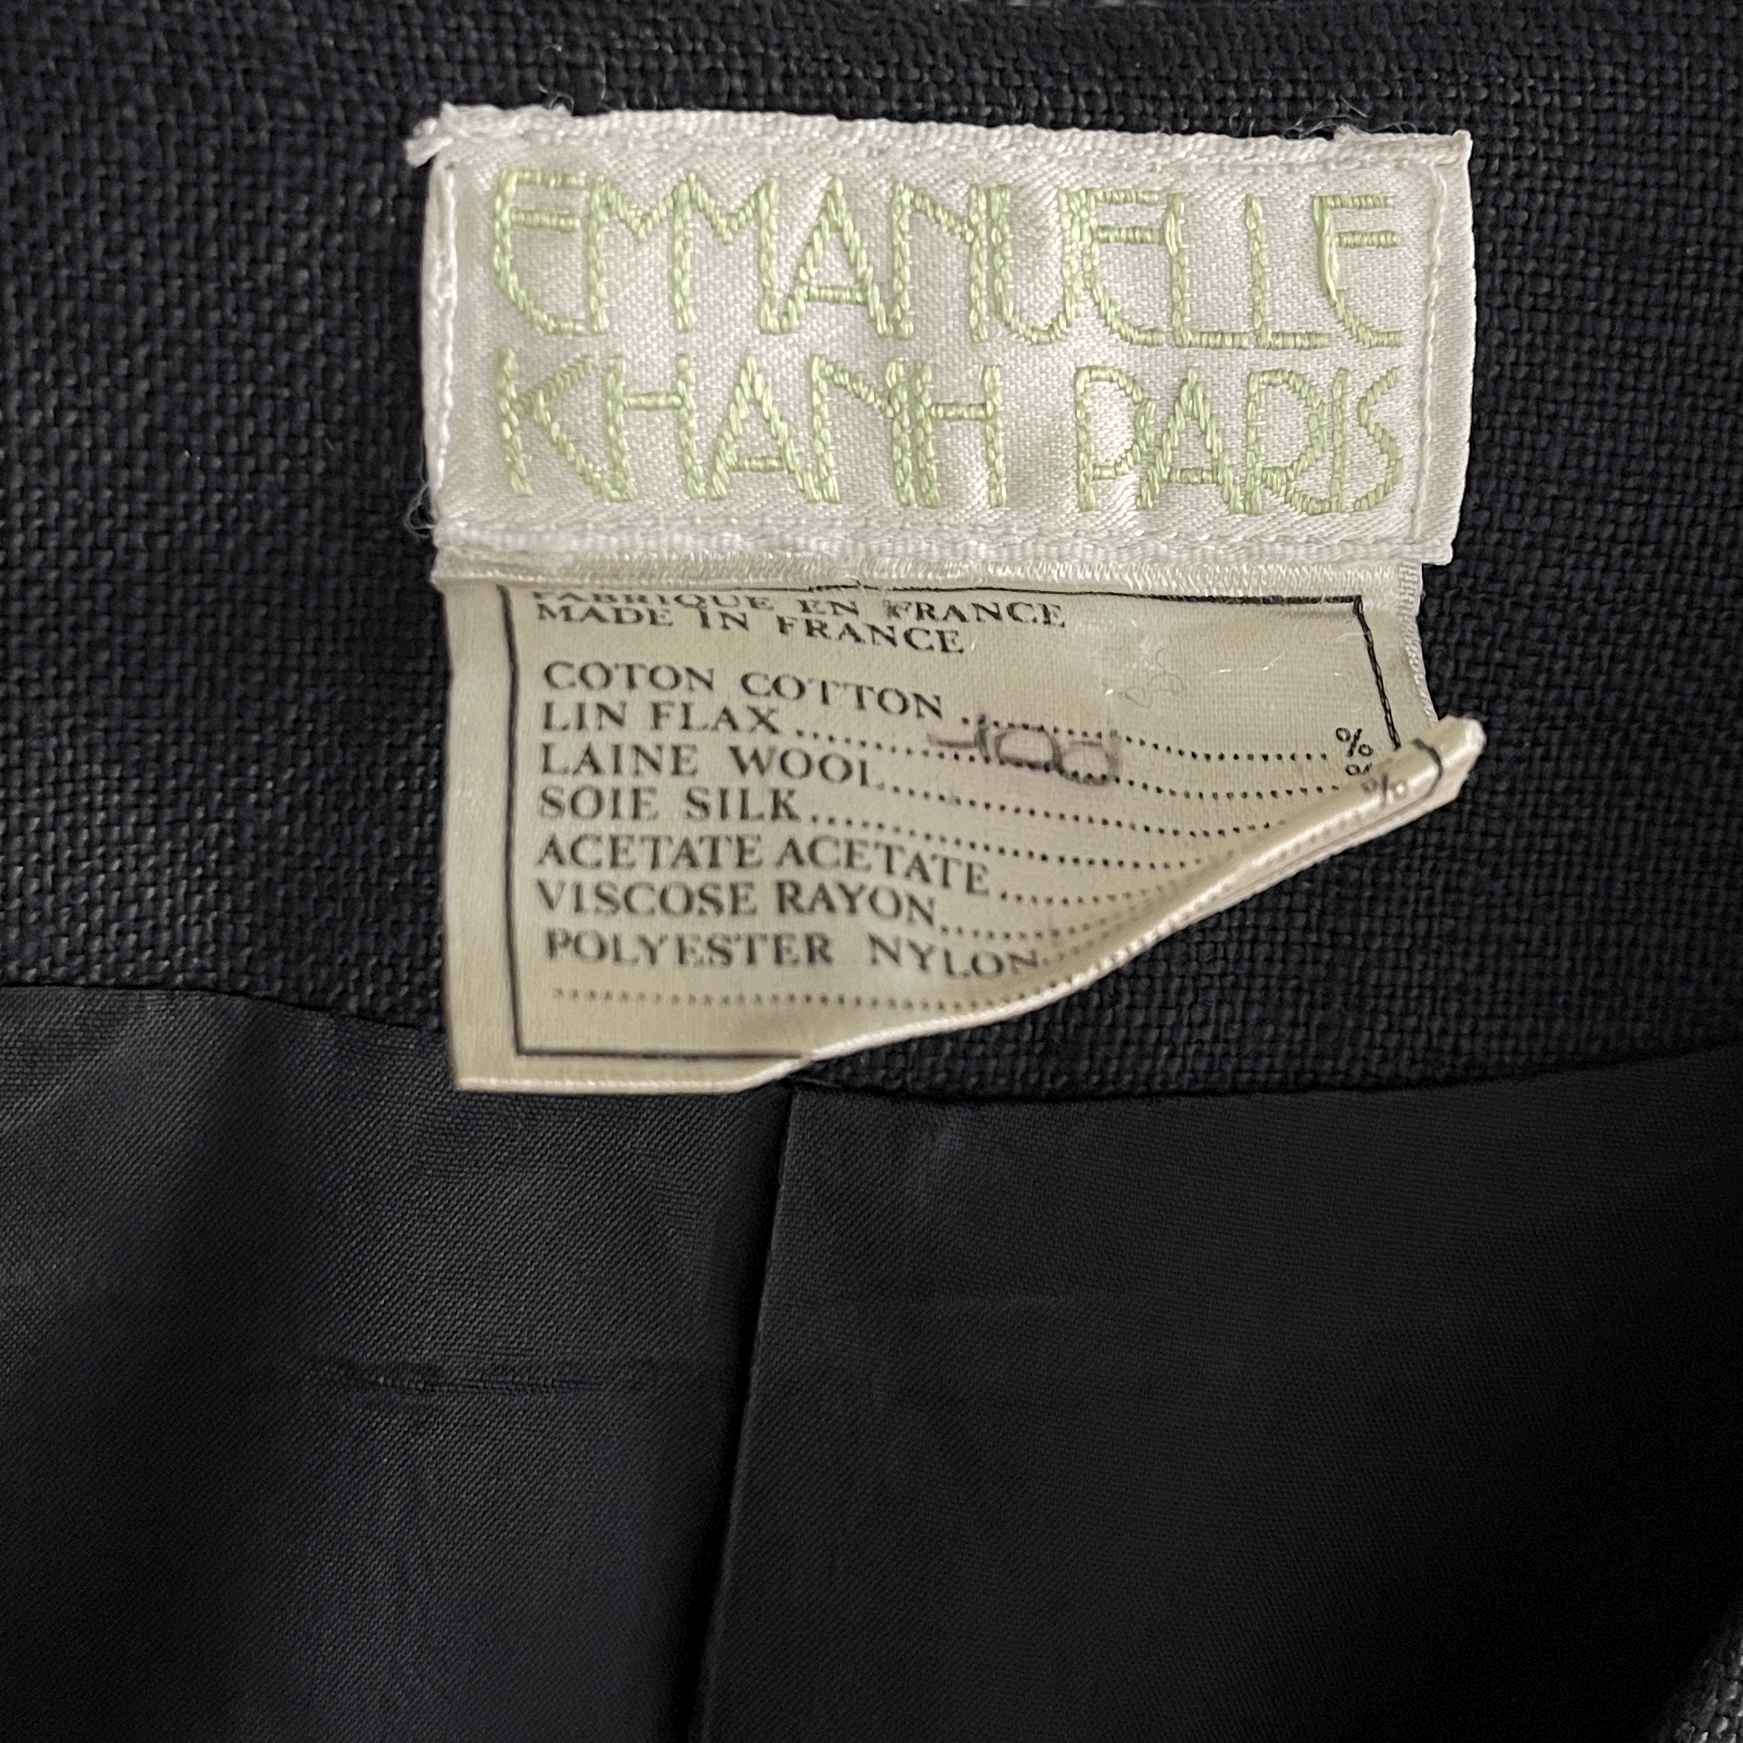 EMMANUELLE
KHANH PARIS
FABRIQUE EN FRANCE
MADE IN FRANCE
COTON COTTON .................... %
LIN FLAX .......100............. %
LAINE WOOL.................... %
SOIE SILK....................
ACETATE ACETATE....................
VISCOSE RAYON....................
POLYESTER NYLON....................